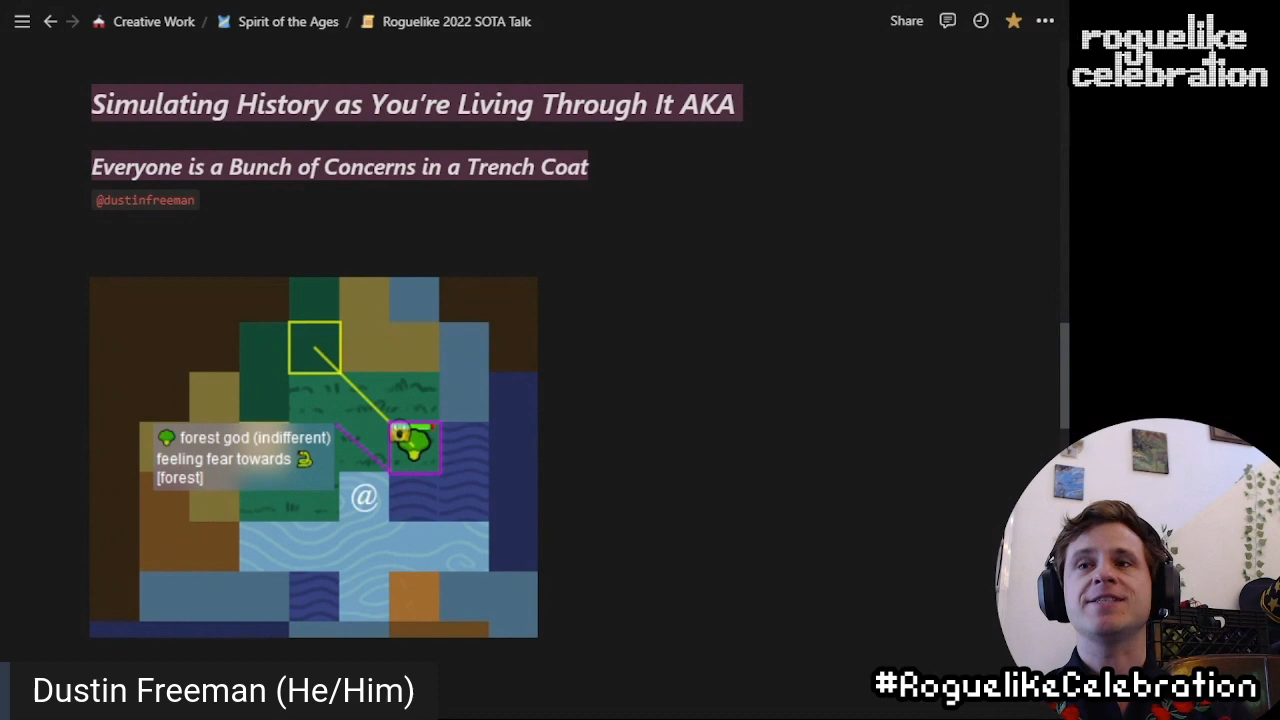 Creative Work / Spirit of the Ages / Roguelike 2022 SOTA Talk
Share
roguelike
celebration
Simulating History as You're Living Through It AKA
Everyone is a Bunch of Concerns in a Trench Coat
@dustinfreeman
forest god (indifferent)
feeling fear towards
[forest]
@
Dustin Freeman (He/Him)
#RoguelikeCelebration